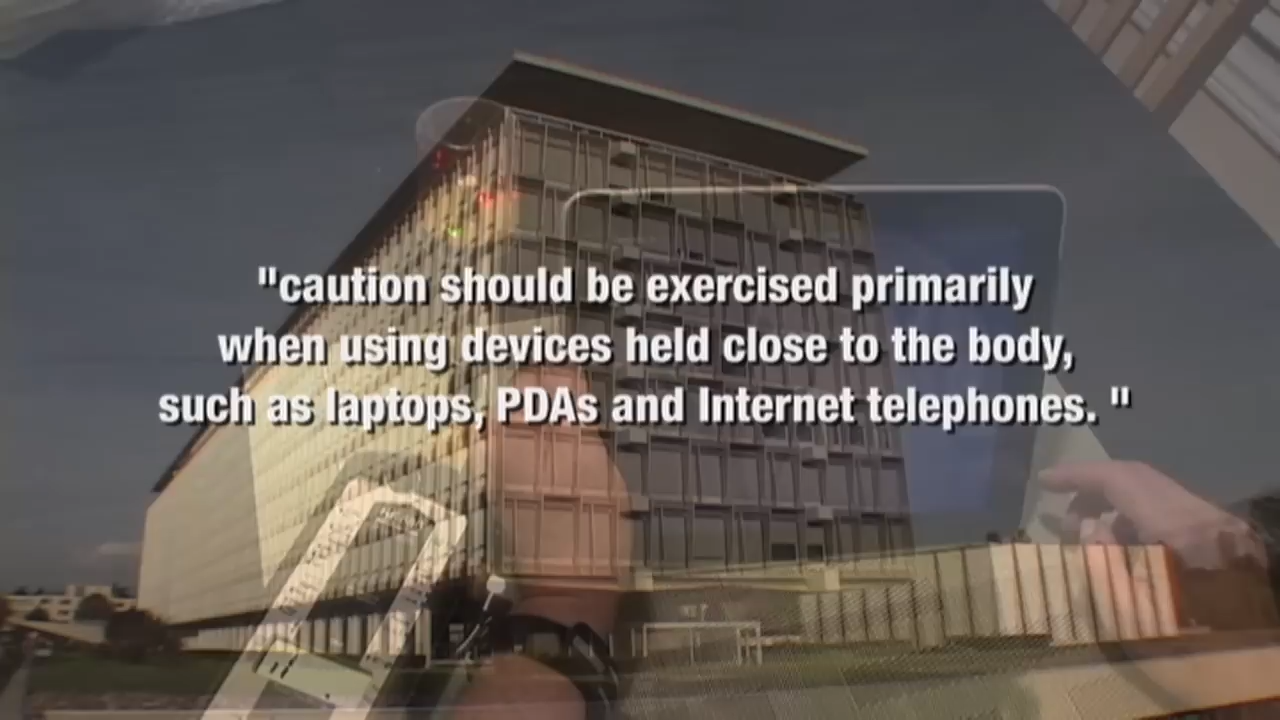 "caution should be exercised primarily
when using devices held close to the body,
such as laptops, PDAs and Internet telephones. "